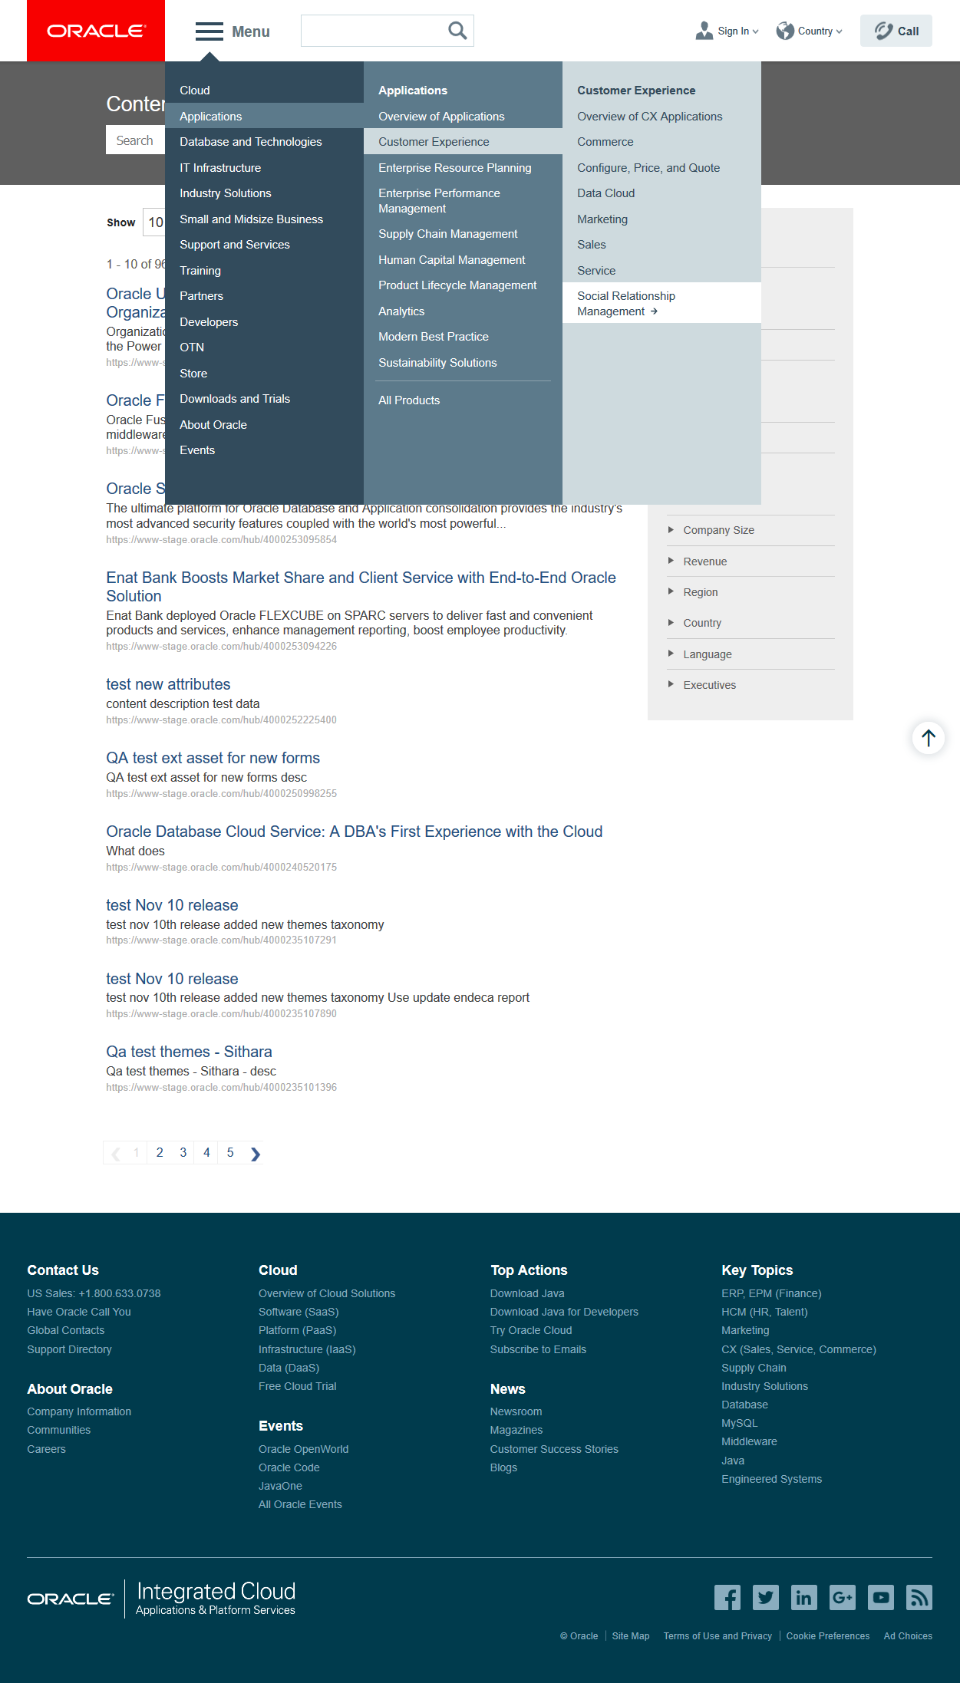 ORACLE
Menu
Sign In
Country
Call
Cloud
Applications
Database and Technologies
IT Infrastructure
Industry Solutions
Small and Midsize Business
Support and Services
Training
Partners
Developers
OTN
Store
Downloads and Trials
About Oracle
Events
Applications
Overview of Applications
Customer Experience
Enterprise Resource Planning
Enterprise Performance
Management
Supply Chain Management
Human Capital Management
Product Lifecycle Management
Analytics
Modern Best Practice
Sustainability Solutions
All Products
Customer Experience
Overview of CX Applications
Commerce
Configure, Price, and Quote
Data Cloud
Marketing
Sales
Service
Social Relationship
Management →
Search
Show 10
1 - 10 of
Oracle
Oracle
Oracle
the Power
Oracle
middleware
The ultimate platform for Oracle Database and Application consolidation provides the industry's
most advanced security features coupled with the world's most powerful...
https://www-stage.oracle.com/hub/4000253095854
Enat Bank Boosts Market Share and Client Service with End-to-End Oracle
Solution
Enat Bank deployed Oracle FLEXCUBE on SPARC servers to deliver fast and convenient
products and services, enhance management reporting, boost employee productivity.
https://www-stage.oracle.com/hub/4000253094226
test new attributes
content description test data
https://www-stage.oracle.com/hub/4000252225400
QA test ext asset for new forms
QA test ext asset for new forms desc
https://www-stage.oracle.com/hub/4000250998255
Oracle Database Cloud Service: A DBA's First Experience with the Cloud
What does
https://www-stage.oracle.com/hub/4000240520175
test Nov 10 release
test nov 10th release added new themes taxonomy
https://www-stage.oracle.com/hub/4000235107291
test Nov 10 release
test nov 10th release added new themes taxonomy Use update endeca report
https://www-stage.oracle.com/hub/4000235107890
Qa test themes - Sithara
Qa test themes - Sithara - desc
https://www-stage.oracle.com/hub/4000235101396
1 2 3 4 5
Company Size
Revenue
Region
Country
Language
Executives
Contact Us
US Sales: +1.800.633.0738
Have Oracle Call You
Global Contacts
Support Directory
About Oracle
Company Information
Communities
Careers
Cloud
Overview of Cloud Solutions
Software (SaaS)
Platform (PaaS)
Infrastructure (IaaS)
Data (DaaS)
Free Cloud Trial
Events
Oracle OpenWorld
Oracle Code
JavaOne
All Oracle Events
Top Actions
Download Java
Download Java for Developers
Try Oracle Cloud
Subscribe to Emails
News
Newsroom
Magazines
Customer Success Stories
Blogs
Key Topics
ERP, EPM (Finance)
HCM (HR, Talent)
Marketing
CX (Sales, Service, Commerce)
Supply Chain
Industry Solutions
Database
MySQL
Middleware
Java
Engineered Systems
ORACLE
Integrated Cloud
Applications & Platform Services
© Oracle | Site Map Terms of Use and Privacy | Cookie Preferences Ad Choices